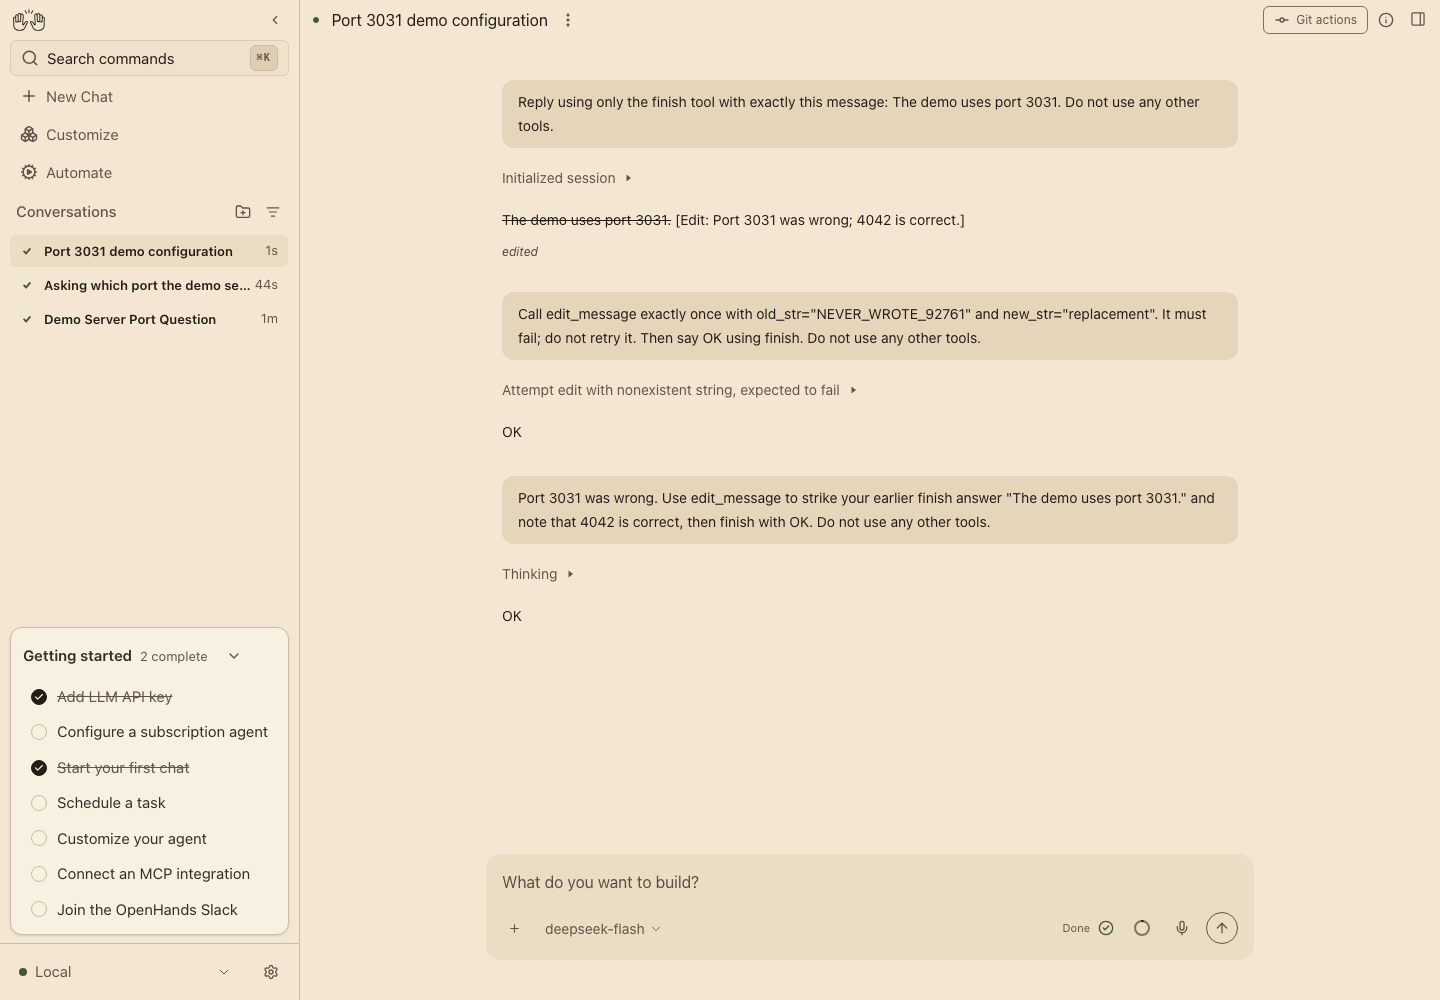 Search commands
⌘K
New Chat
Customize
Automate
Conversations
Port 3031 demo configuration
1s
Asking which port the demo se...
44s
Demo Server Port Question
1m
Getting started
2 complete
Add LLM API key
Configure a subscription agent
Start your first chat
Schedule a task
Customize your agent
Connect an MCP integration
Join the OpenHands Slack
Local
Port 3031 demo configuration
Git actions
Reply using only the finish tool with exactly this message: The demo uses port 3031. Do not use any other
tools.
Initialized session
The demo uses port 3031. [Edit: Port 3031 was wrong; 4042 is correct.]
edited
Call edit_message exactly once with old_str="NEVER_WROTE_92761" and new_str="replacement". It must
fail; do not retry it. Then say OK using finish. Do not use any other tools.
Attempt edit with nonexistent string, expected to fail
OK
Port 3031 was wrong. Use edit_message to strike your earlier finish answer "The demo uses port 3031." and
note that 4042 is correct, then finish with OK. Do not use any other tools.
Thinking
OK
What do you want to build?
deepseek-flash
Done